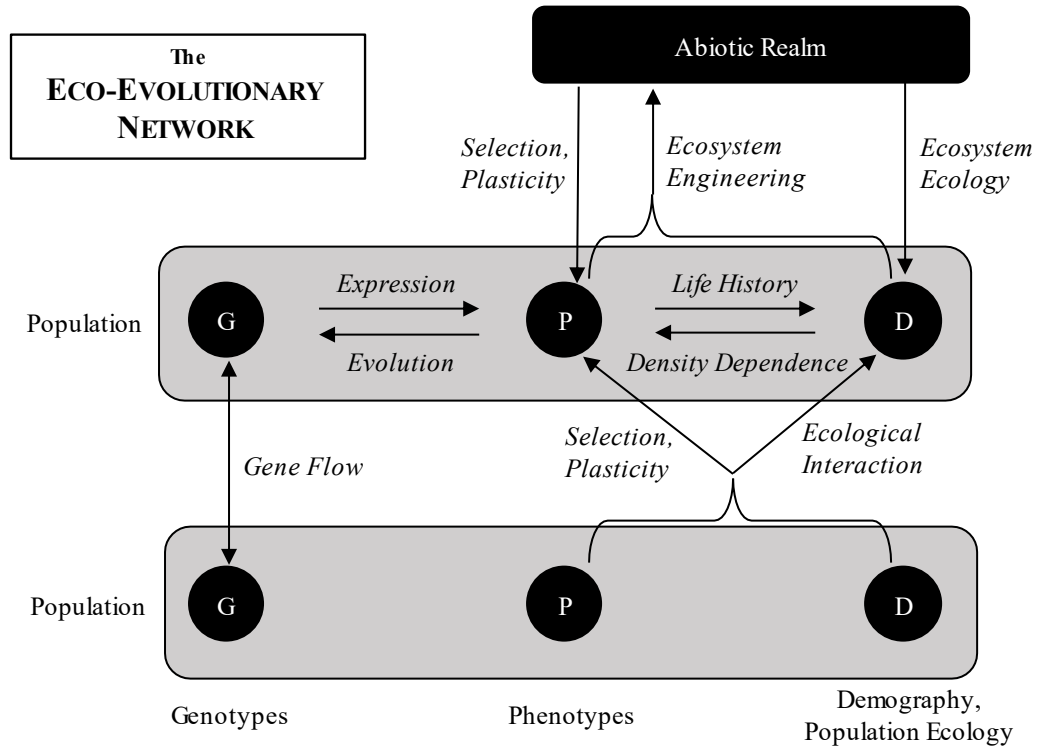 The
ECO-EVOLUTIONARY
NETWORK
Abiotic Realm
Selection,
Plasticity
Ecosystem
Engineering
Ecosystem
Ecology
Population
G
Expression
Evolution
P
Life History
Density Dependence
D
Gene Flow
Selection,
Plasticity
Ecological
Interaction
Population
G
P
D
Genotypes
Phenotypes
Demography,
Population Ecology